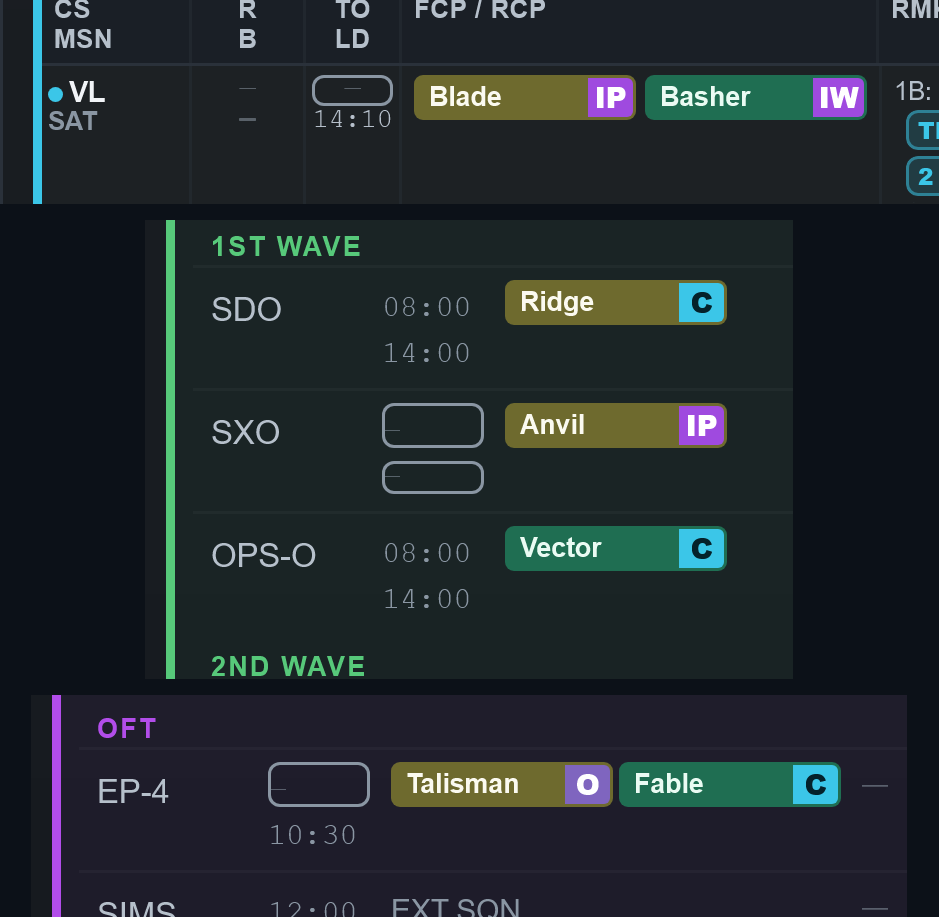 CS R TO FCP / RCP
MSN B LD
VL — — Blade IP Basher IW 1B:
SAT – 14:10
2
1ST WAVE
SDO 08:00 Ridge C
14:00
SXO — Anvil IP
—
OPS-O 08:00 Vector C
14:00
2ND WAVE
OFT
EP-4 — Talisman O Fable C —
10:30
SIMS 12:00 EXT SQN —